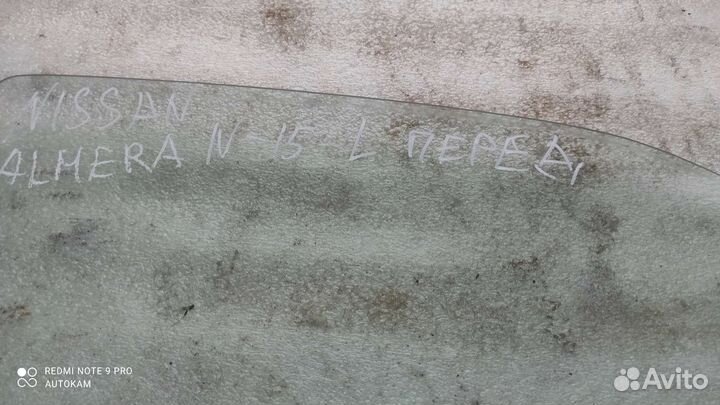 NISSAN
ALMERA N-15-L ПЕРЕД,
REDMI NOTE 9 PRO
AUTOKAM
Avito